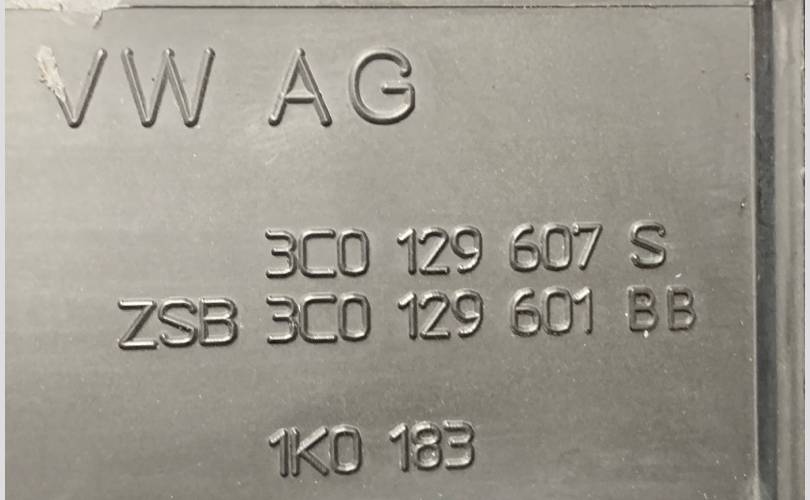 VW AG
3C0 129 607 S
ZSB 3C0 129 601 BB
1K0 183